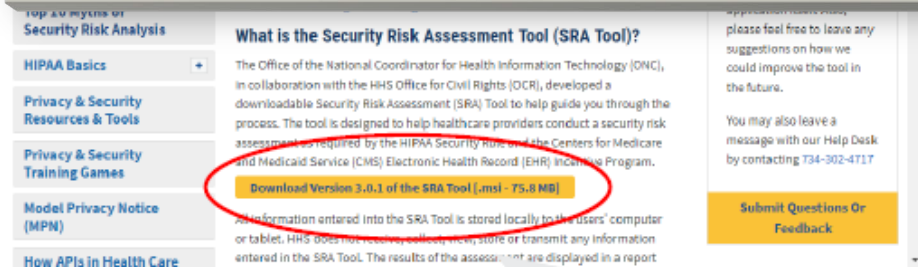 Top 10 Myths of
Security Risk Analysis
HIPAA Basics +
Privacy & Security
Resources & Tools
Privacy & Security
Training Games
Model Privacy Notice
(MPN)
How APIs in Health Care
What is the Security Risk Assessment Tool (SRA Tool)?
The Office of the National Coordinator for Health Information Technology (ONC),
in collaboration with the HHS Office for Civil Rights (OCR), developed a
downloadable Security Risk Assessment (SRA) Tool to help guide you through the
process. The tool is designed to help healthcare providers conduct a security risk
assessment as required by the HIPAA Security Rule and the Centers for Medicare
and Medicaid Service (CMS) Electronic Health Record (EHR) Incentive Program.
Download Version 3.0.1 of the SRA Tool [.msi - 75.8 MB]
All information entered into the SRA Tool is stored locally to the users' computer
or tablet. HHS does not receive, collect, view, store or transmit any information
entered in the SRA Tool. The results of the assessment are displayed in a report
application itself. Also,
please feel free to leave any
suggestions on how we
could improve the tool in
the future.
You may also leave a
message with our Help Desk
by contacting 734-302-4717
Submit Questions Or
Feedback